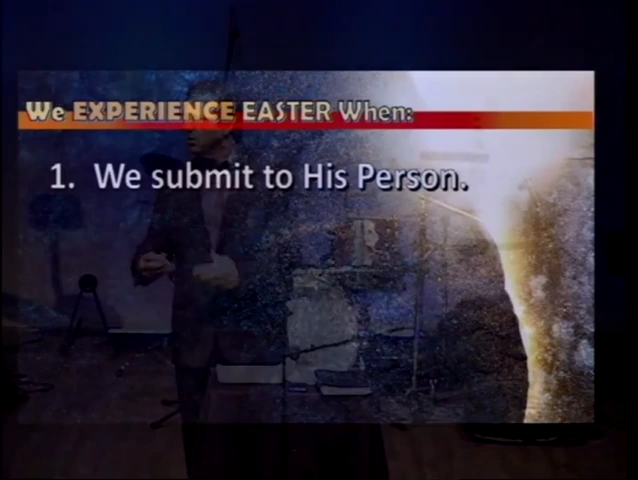 We EXPERIENCE EASTER When:
1. We submit to His Person.